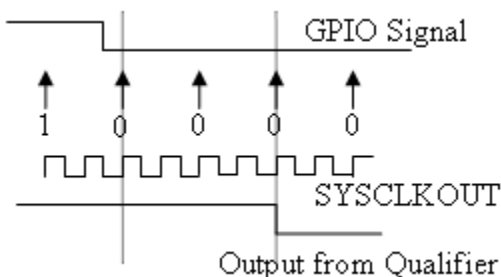 GPIO Signal
1 0 0 0 0
SYSCLKOUT
Output from Qualifier